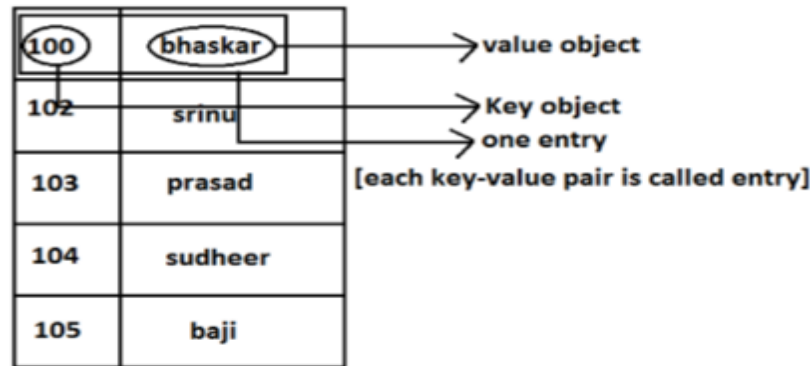 100 bhaskar value object
102 srinu Key object
one entry
103 prasad [each key-value pair is called entry]
104 sudheer
105 baji